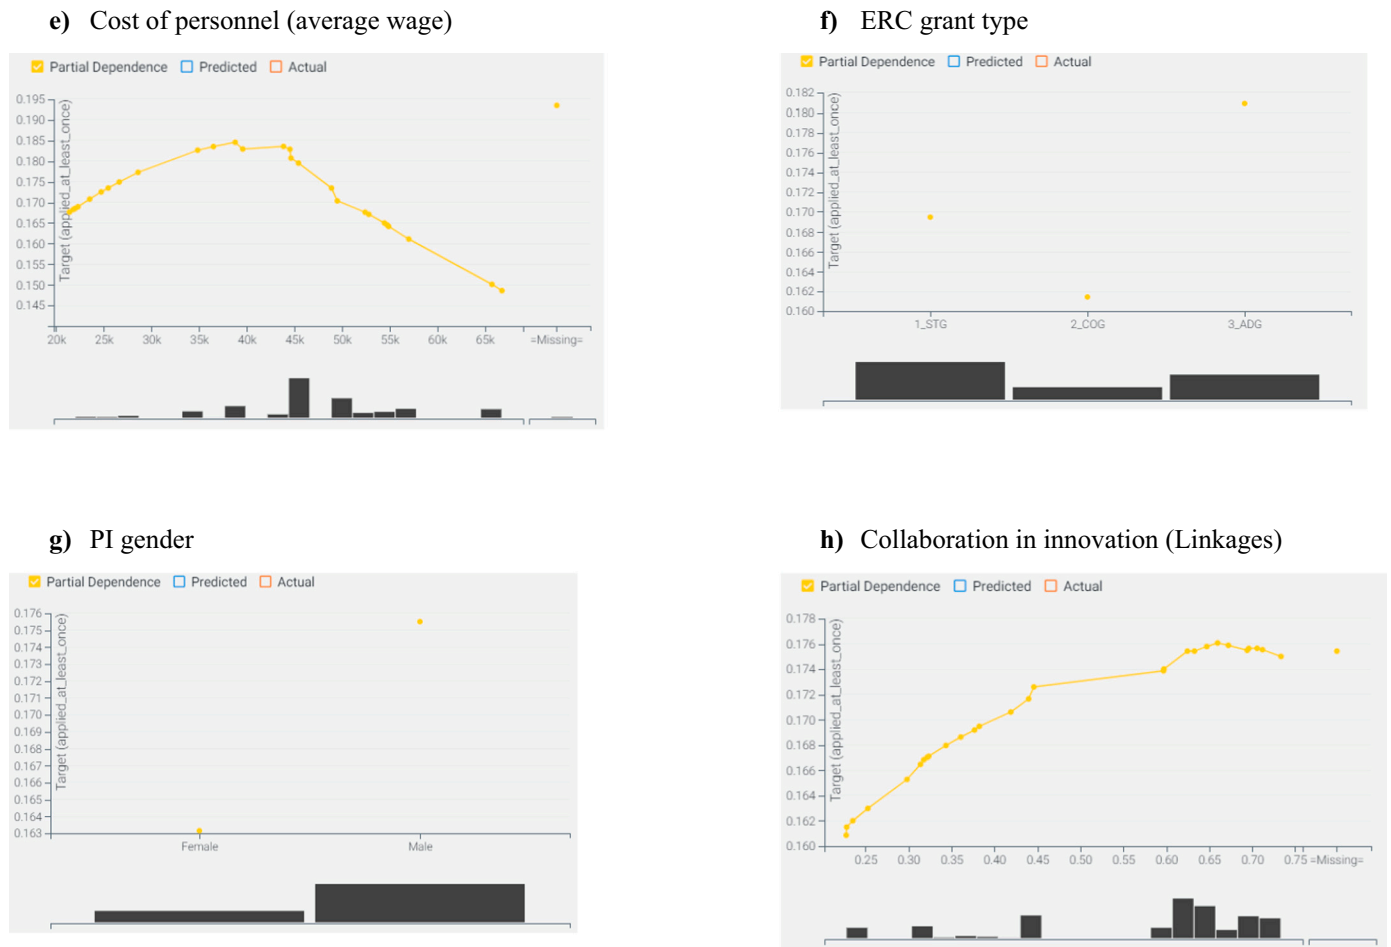 e) Cost of personnel (average wage)
Partial Dependence Predicted Actual
Target (applied_at_least_once)
0.195
0.190
0.185
0.180
0.175
0.170
0.165
0.160
0.155
0.150
0.145
20k 25k 30k 35k 40k 45k 50k 55k 60k 65k =Missing=
f) ERC grant type
Partial Dependence Predicted Actual
Target (applied_at_least_once)
0.182
0.180
0.178
0.176
0.174
0.172
0.170
0.168
0.166
0.164
0.162
0.160
1_STG 2_COG 3_ADG
g) PI gender
Partial Dependence Predicted Actual
Target (applied_at_least_once)
0.176
0.175
0.174
0.173
0.172
0.171
0.170
0.169
0.168
0.167
0.166
0.165
0.164
0.163
Female Male
h) Collaboration in innovation (Linkages)
Partial Dependence Predicted Actual
Target (applied_at_least_once)
0.178
0.176
0.174
0.172
0.170
0.168
0.166
0.164
0.162
0.160
0.25 0.30 0.35 0.40 0.45 0.50 0.55 0.60 0.65 0.70 0.75 =Missing=